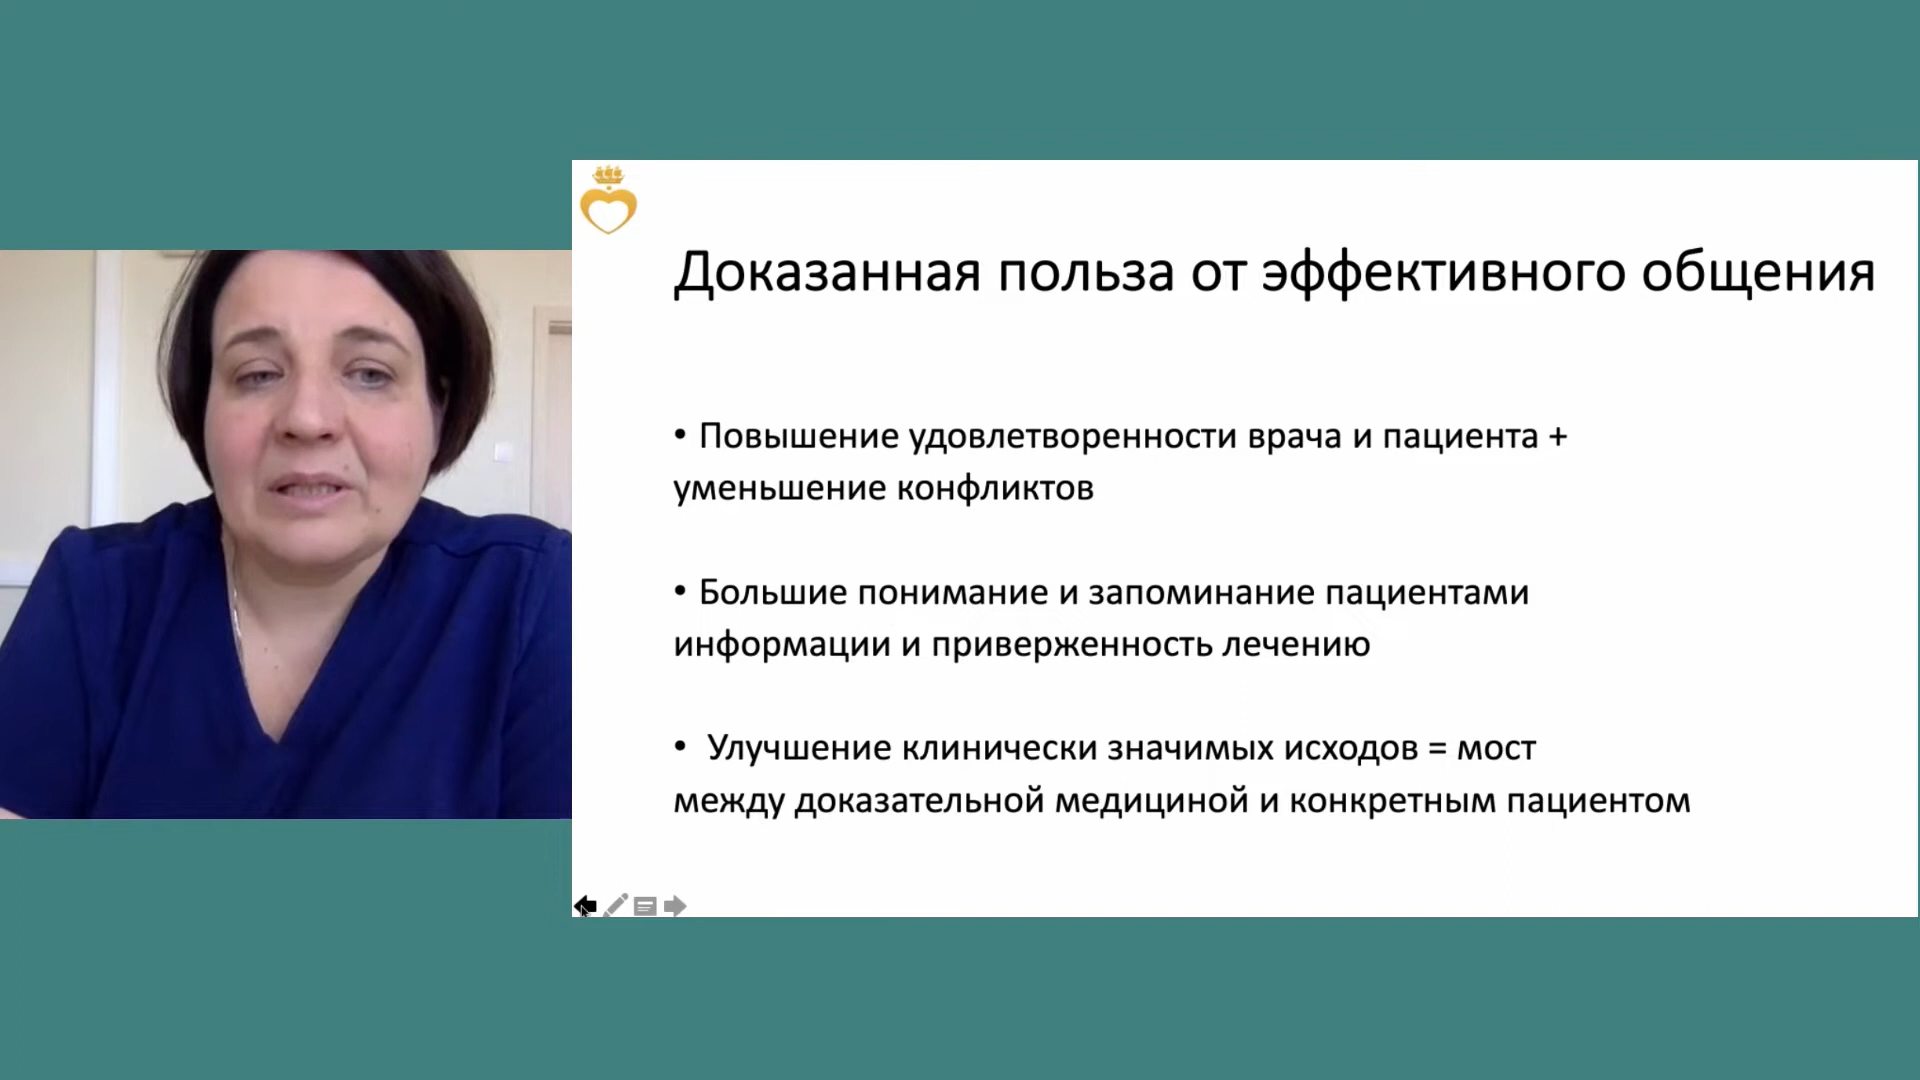 Доказанная польза от эффективного общения
• Повышение удовлетворенности врача и пациента +
уменьшение конфликтов
• Большие понимание и запоминание пациентами
информации и приверженность лечению
• Улучшение клинически значимых исходов = мост
между доказательной медициной и конкретным пациентом